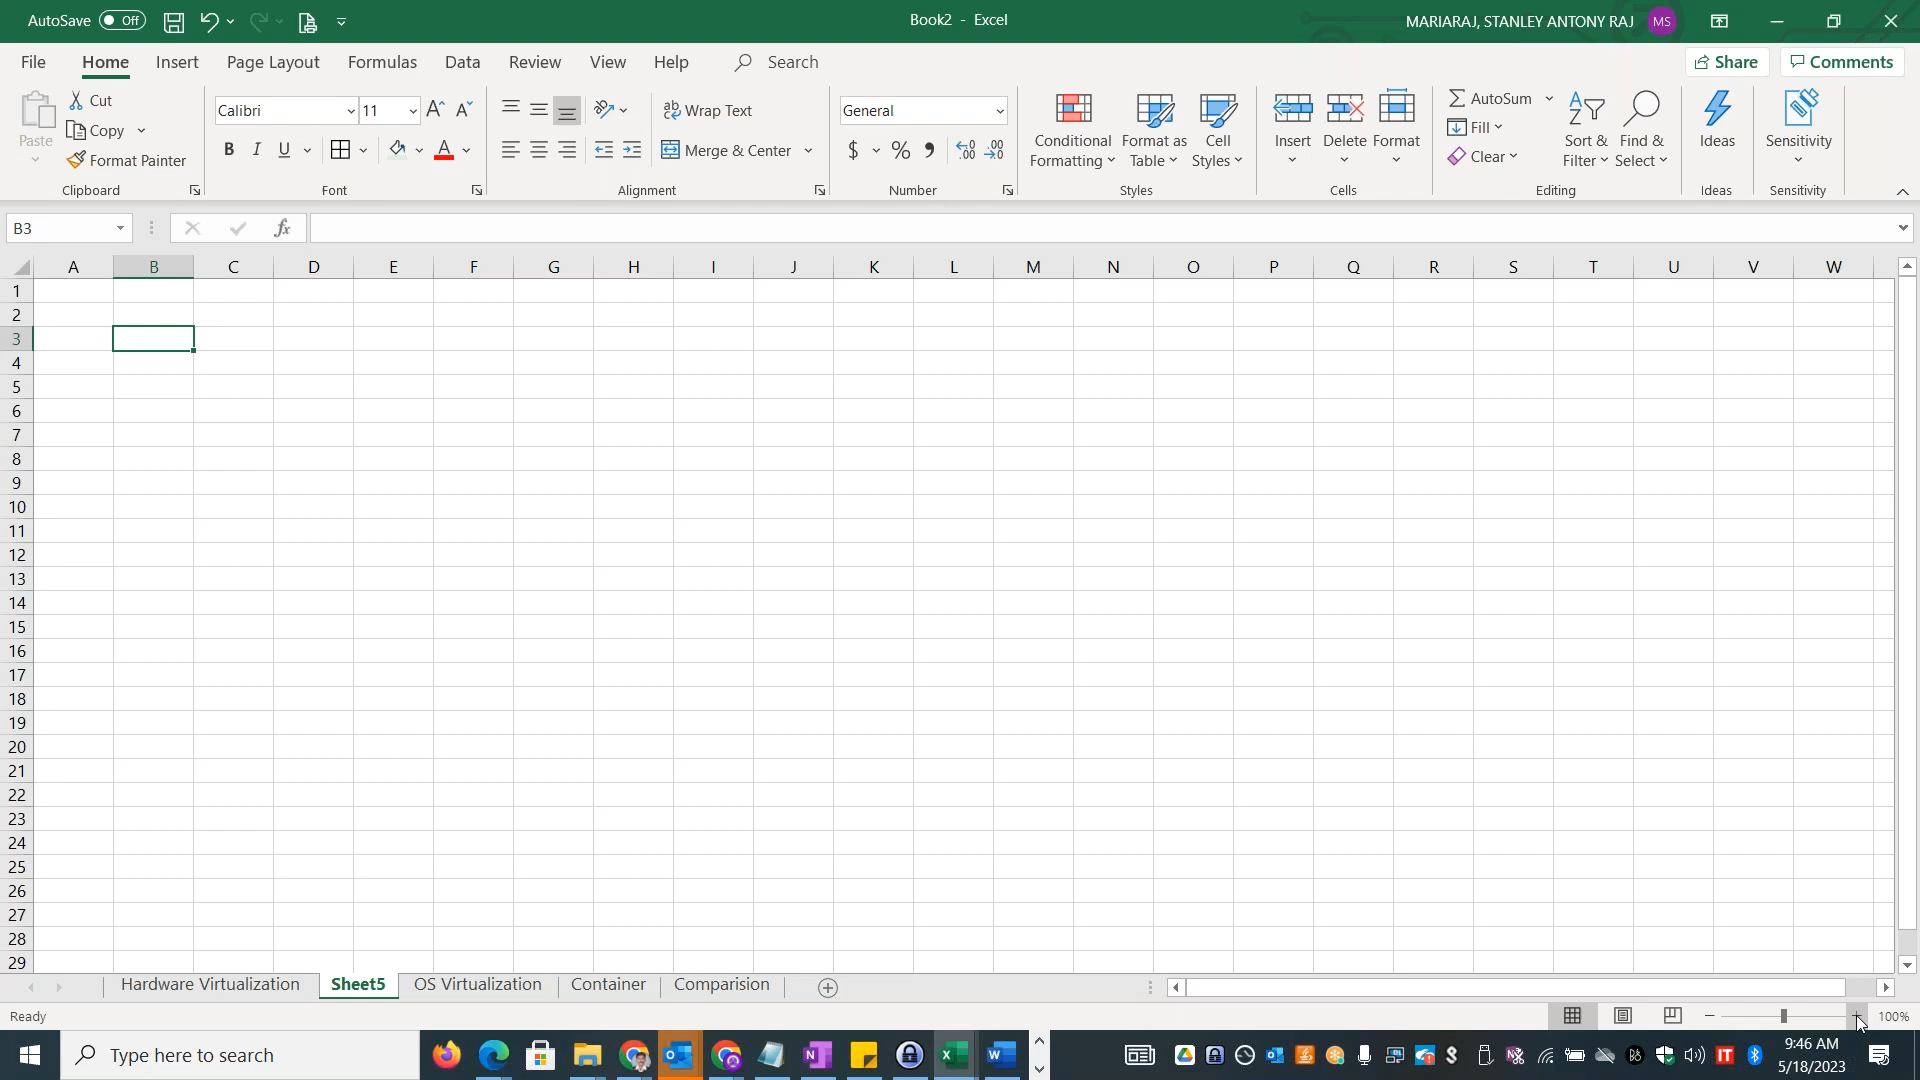 AutoSave Off
Book2 - Excel
MARIARAJ, STANLEY ANTONY RAJ MS
File Home Insert Page Layout Formulas Data Review View Help Search
Share Comments
Paste
Cut
Copy
Format Painter
Clipboard
Calibri 11
B I U A
Font
ab Wrap Text
Merge & Center
Alignment
General
$ % , .00 .00
Number
Conditional Formatting
Format as Table
Cell Styles
Styles
Insert Delete Format
Cells
AutoSum
Fill
Clear
Sort & Filter
Find & Select
Editing
Ideas
Ideas
Sensitivity
Sensitivity
B3 fx
A B C D E F G H I J K L M N O P Q R S T U V W
1
2
3
4
5
6
7
8
9
10
11
12
13
14
15
16
17
18
19
20
21
22
23
24
25
26
27
28
29
Hardware Virtualization Sheet5 OS Virtualization Container Comparision
Ready
100%
Type here to search
9:46 AM
5/18/2023